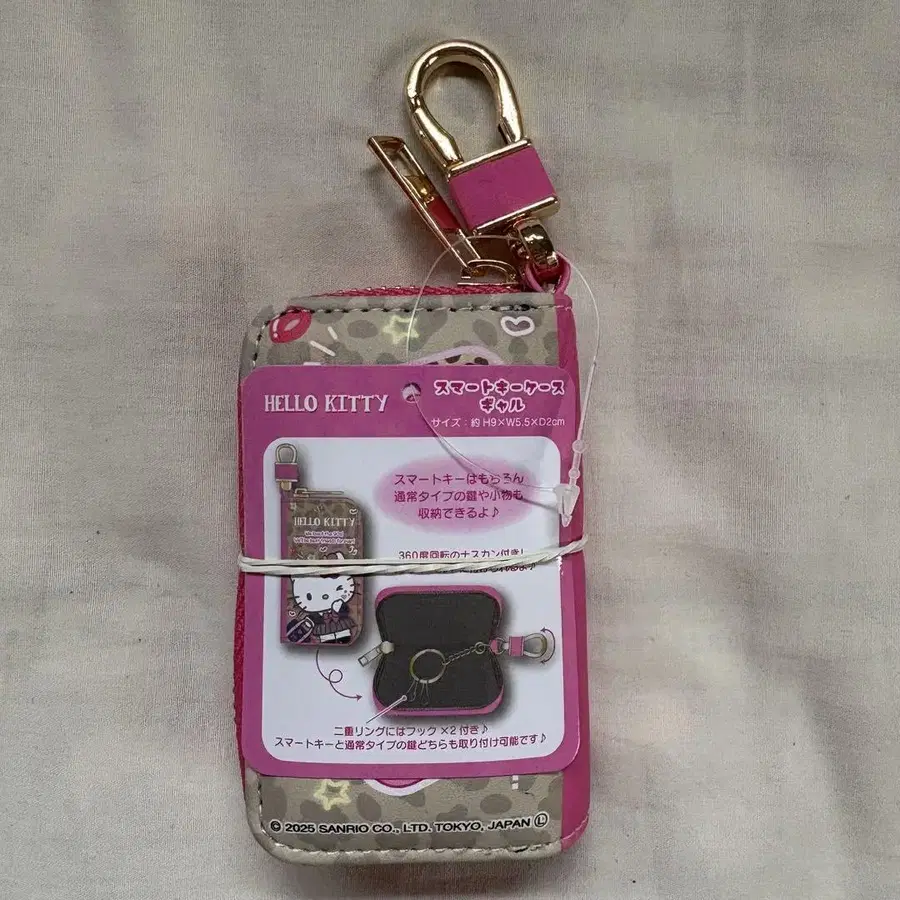 HELLO KITTY
スマートキーケース
ギャル
サイズ：約 H9×W5.5×D2cm
スマートキーはもちろん
通常タイプの鍵や小物も
収納できるよ♪
HELLO KITTY
360度回転のナスカン付き!
二重リングにはフック×2付き♪
スマートキーと通常タイプの鍵どちらも取り付け可能です♪
© 2025 SANRIO CO., LTD. TOKYO, JAPAN Ⓛ